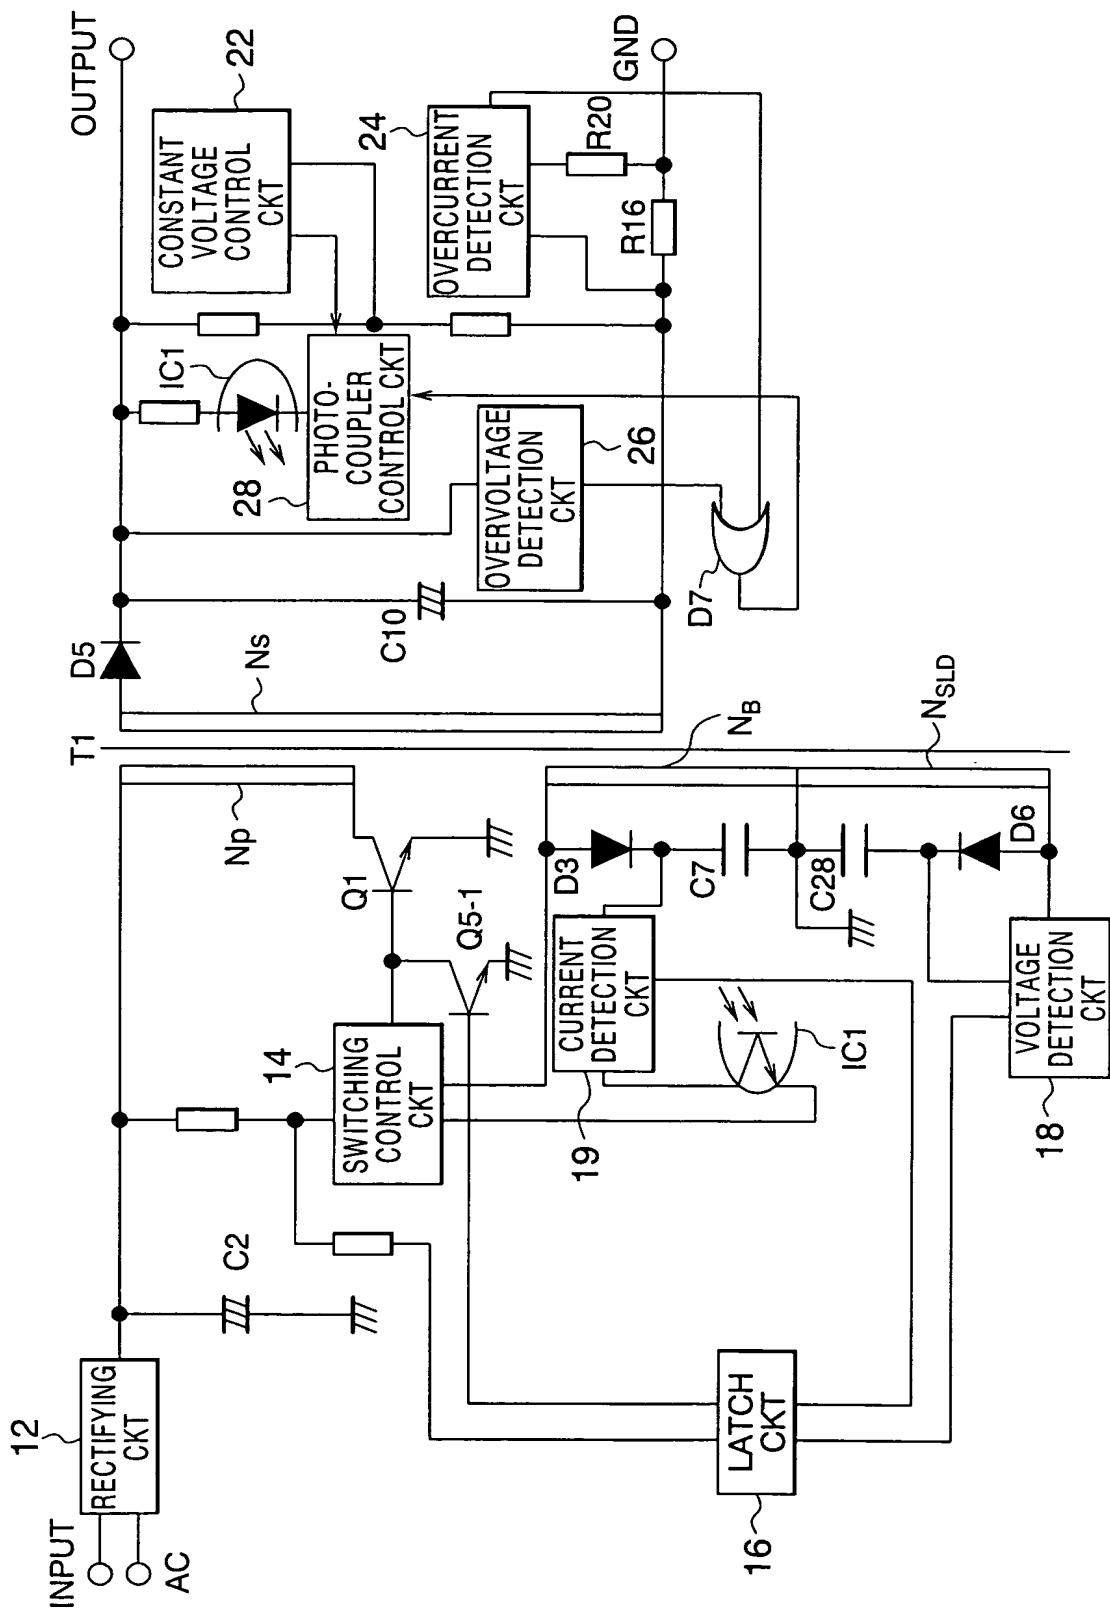 INPUT
AC
12
RECTIFYING
CKT
C2
14
SWITCHING
CONTROL
CKT
Q1
Q5-1
Np
T1
Ns
D5
C10
OUTPUT
22
CONSTANT
VOLTAGE
CONTROL
CKT
IC1
28
PHOTO-
COUPLER
CONTROL CKT
24
OVERCURRENT
DETECTION
CKT
R20
R16
GND
OVERVOLTAGE
DETECTION
CKT
26
D7
NB
NSLD
D3
C7
C28
D6
CURRENT
DETECTION
CKT
19
IC1
VOLTAGE
DETECTION
CKT
18
LATCH
CKT
16